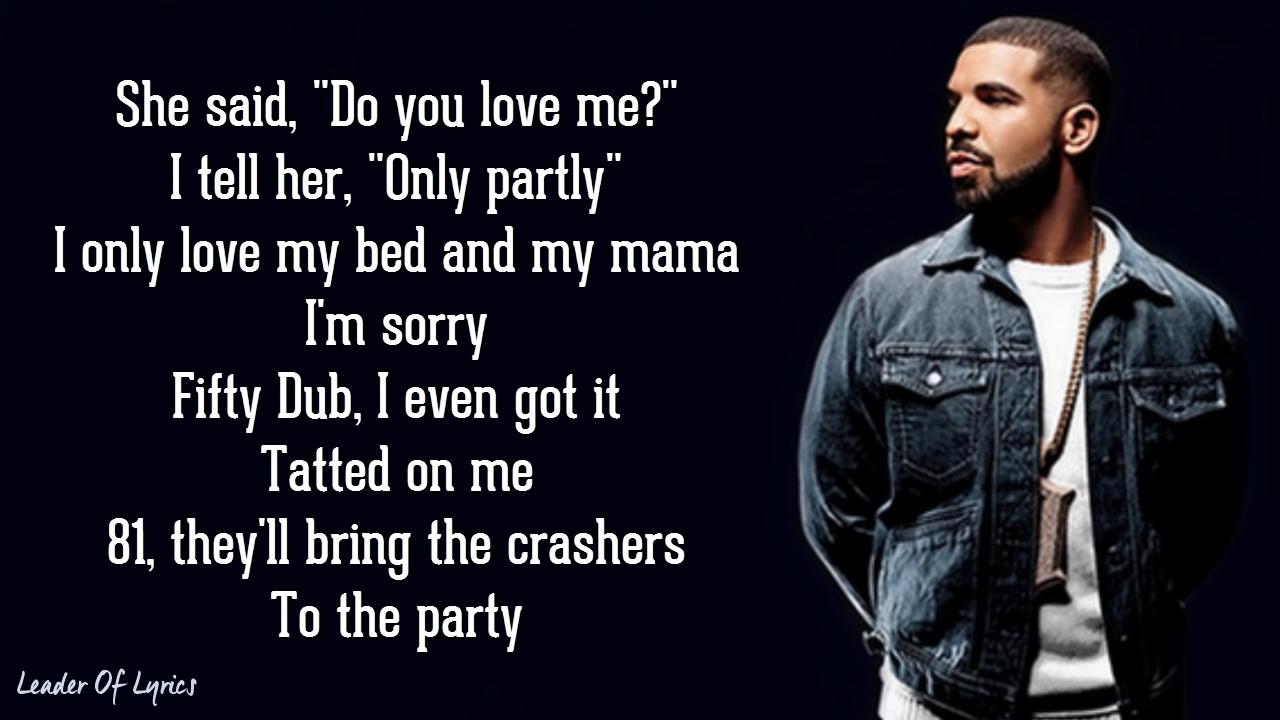 She said, "Do you love me?"
I tell her, "Only partly"
I only love my bed and my mama
I'm sorry
Fifty Dub, I even got it
Tatted on me
81, they'll bring the crashers
To the party
Leader Of Lyrics